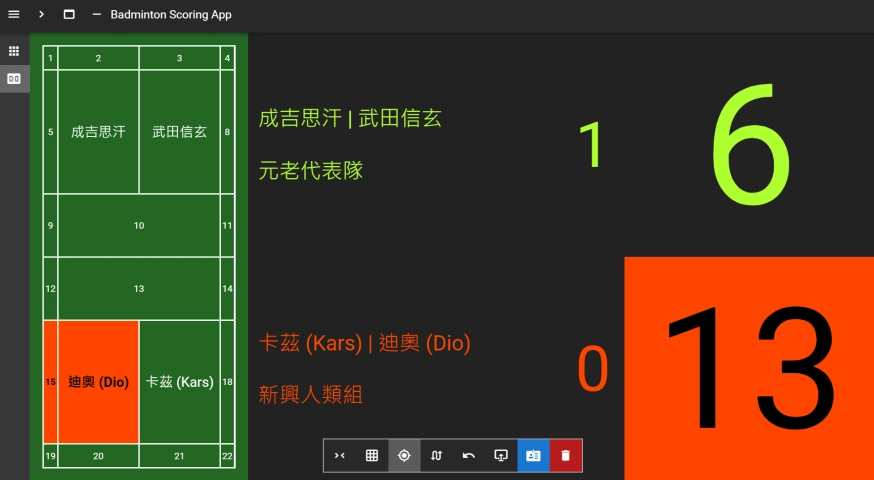 Badminton Scoring App
1 2 3 4
5 成吉思汗 武田信玄 8
9 10 11
12 13 14
15 迪奧 (Dio) 卡茲 (Kars) 18
19 20 21 22
成吉思汗 | 武田信玄
元老代表隊
1
6
卡茲 (Kars) | 迪奧 (Dio)
新興人類組
0
13